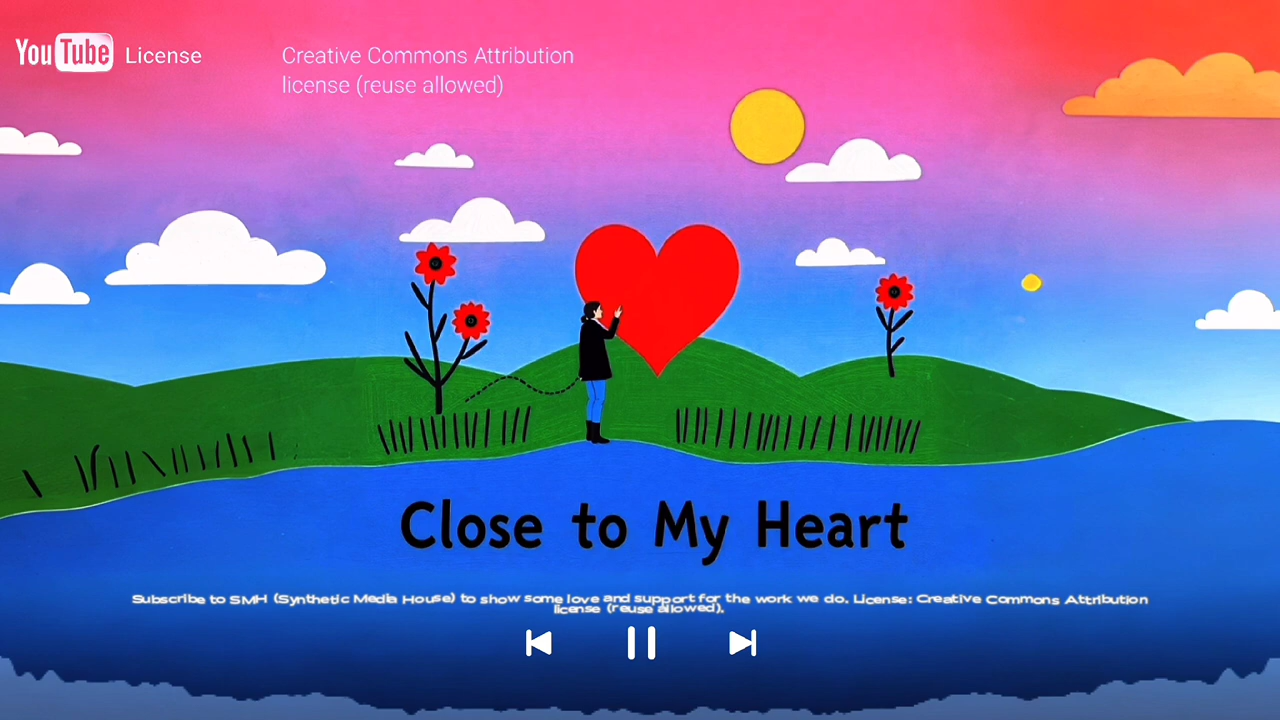 YouTube License
Creative Commons Attribution
license (reuse allowed)
Close to My Heart
Subscribe to SMH (Synthetic Media House) to show some love and support for the work we do. License: Creative Commons Attribution
license (reuse allowed).